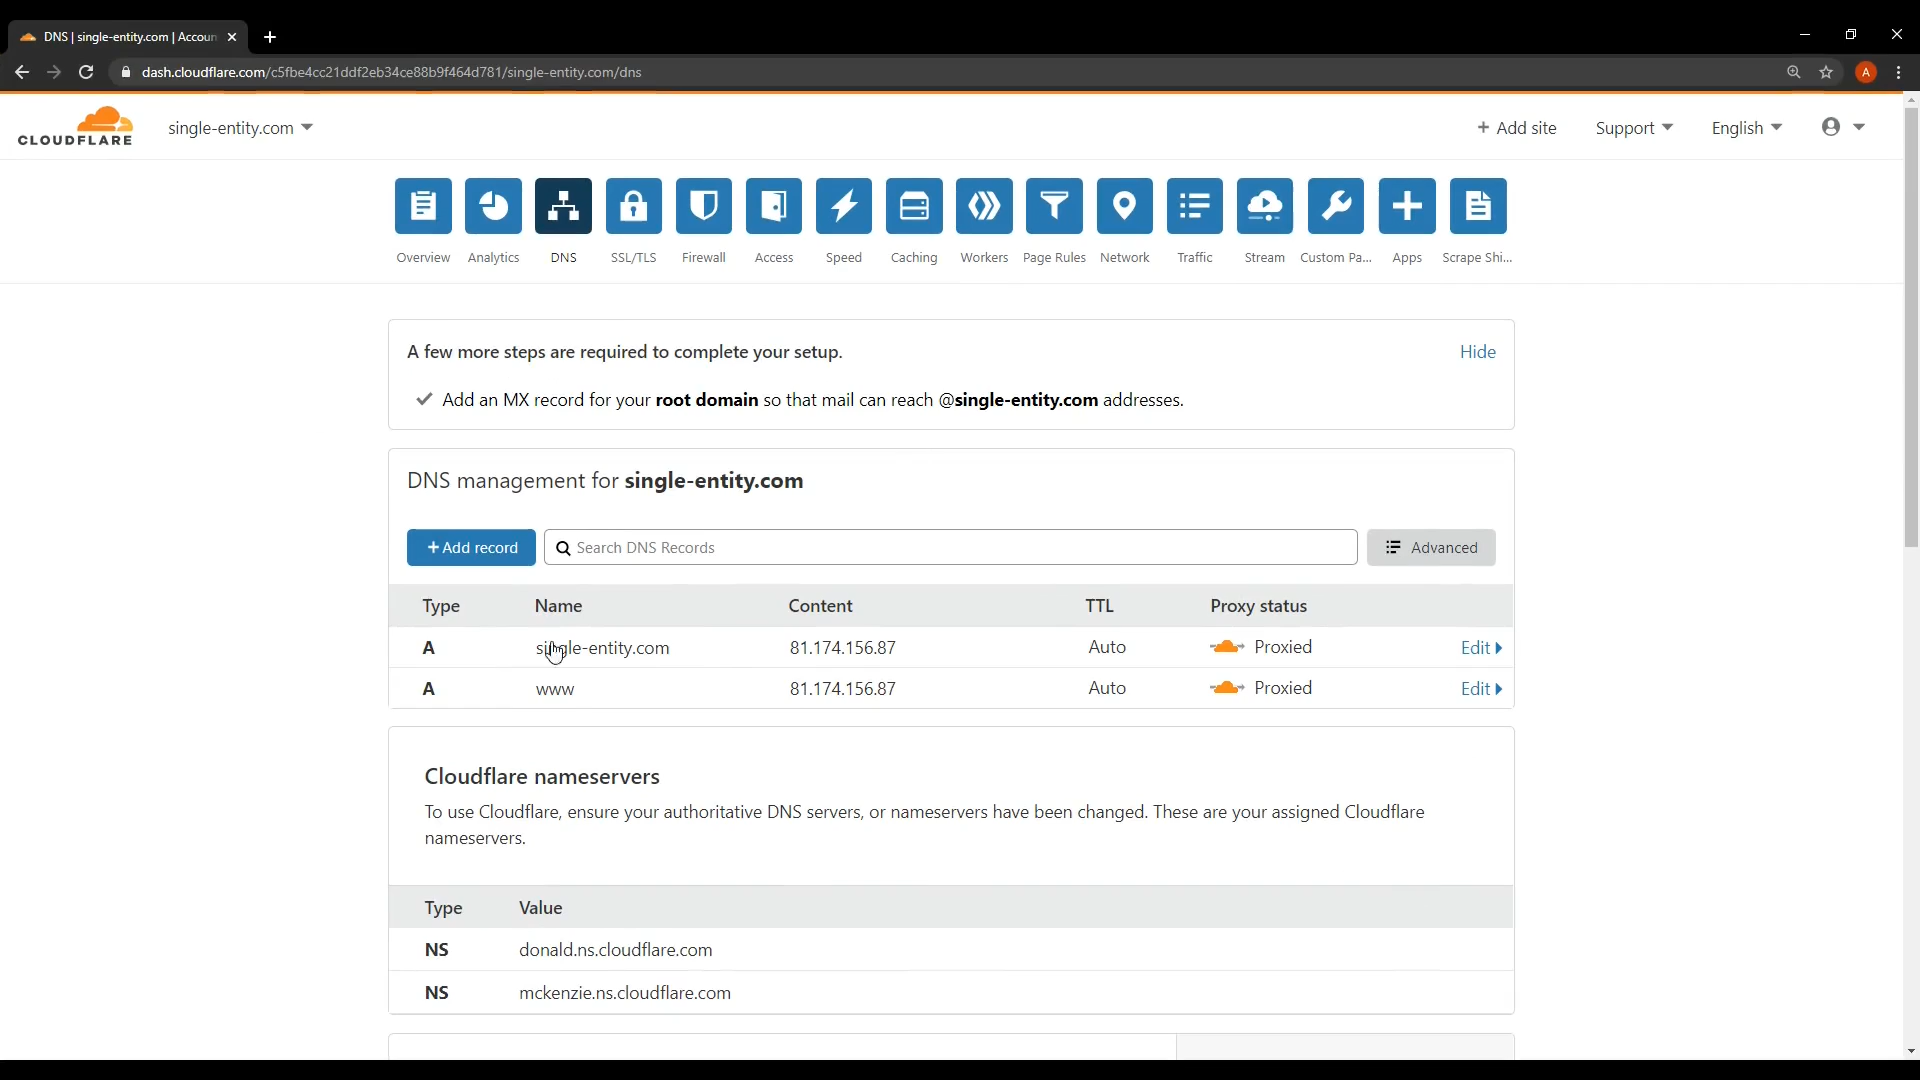 DNS | single-entity.com | Accoun
dash.cloudflare.com/c5fbe4cc21ddf2eb34ce88b9f464d781/single-entity.com/dns
A
CLOUDFLARE
single-entity.com
+ Add site
Support
English
Overview
Analytics
DNS
SSL/TLS
Firewall
Access
Speed
Caching
Workers
Page Rules
Network
Traffic
Stream
Custom Pa...
Apps
Scrape Shi...
A few more steps are required to complete your setup.
Hide
Add an MX record for your root domain so that mail can reach @single-entity.com addresses.
DNS management for single-entity.com
+ Add record
Search DNS Records
Advanced
Type Name Content TTL Proxy status
A single-entity.com 81.174.156.87 Auto Proxied Edit
A www 81.174.156.87 Auto Proxied Edit
Cloudflare nameservers
To use Cloudflare, ensure your authoritative DNS servers, or nameservers have been changed. These are your assigned Cloudflare
nameservers.
Type Value
NS donald.ns.cloudflare.com
NS mckenzie.ns.cloudflare.com